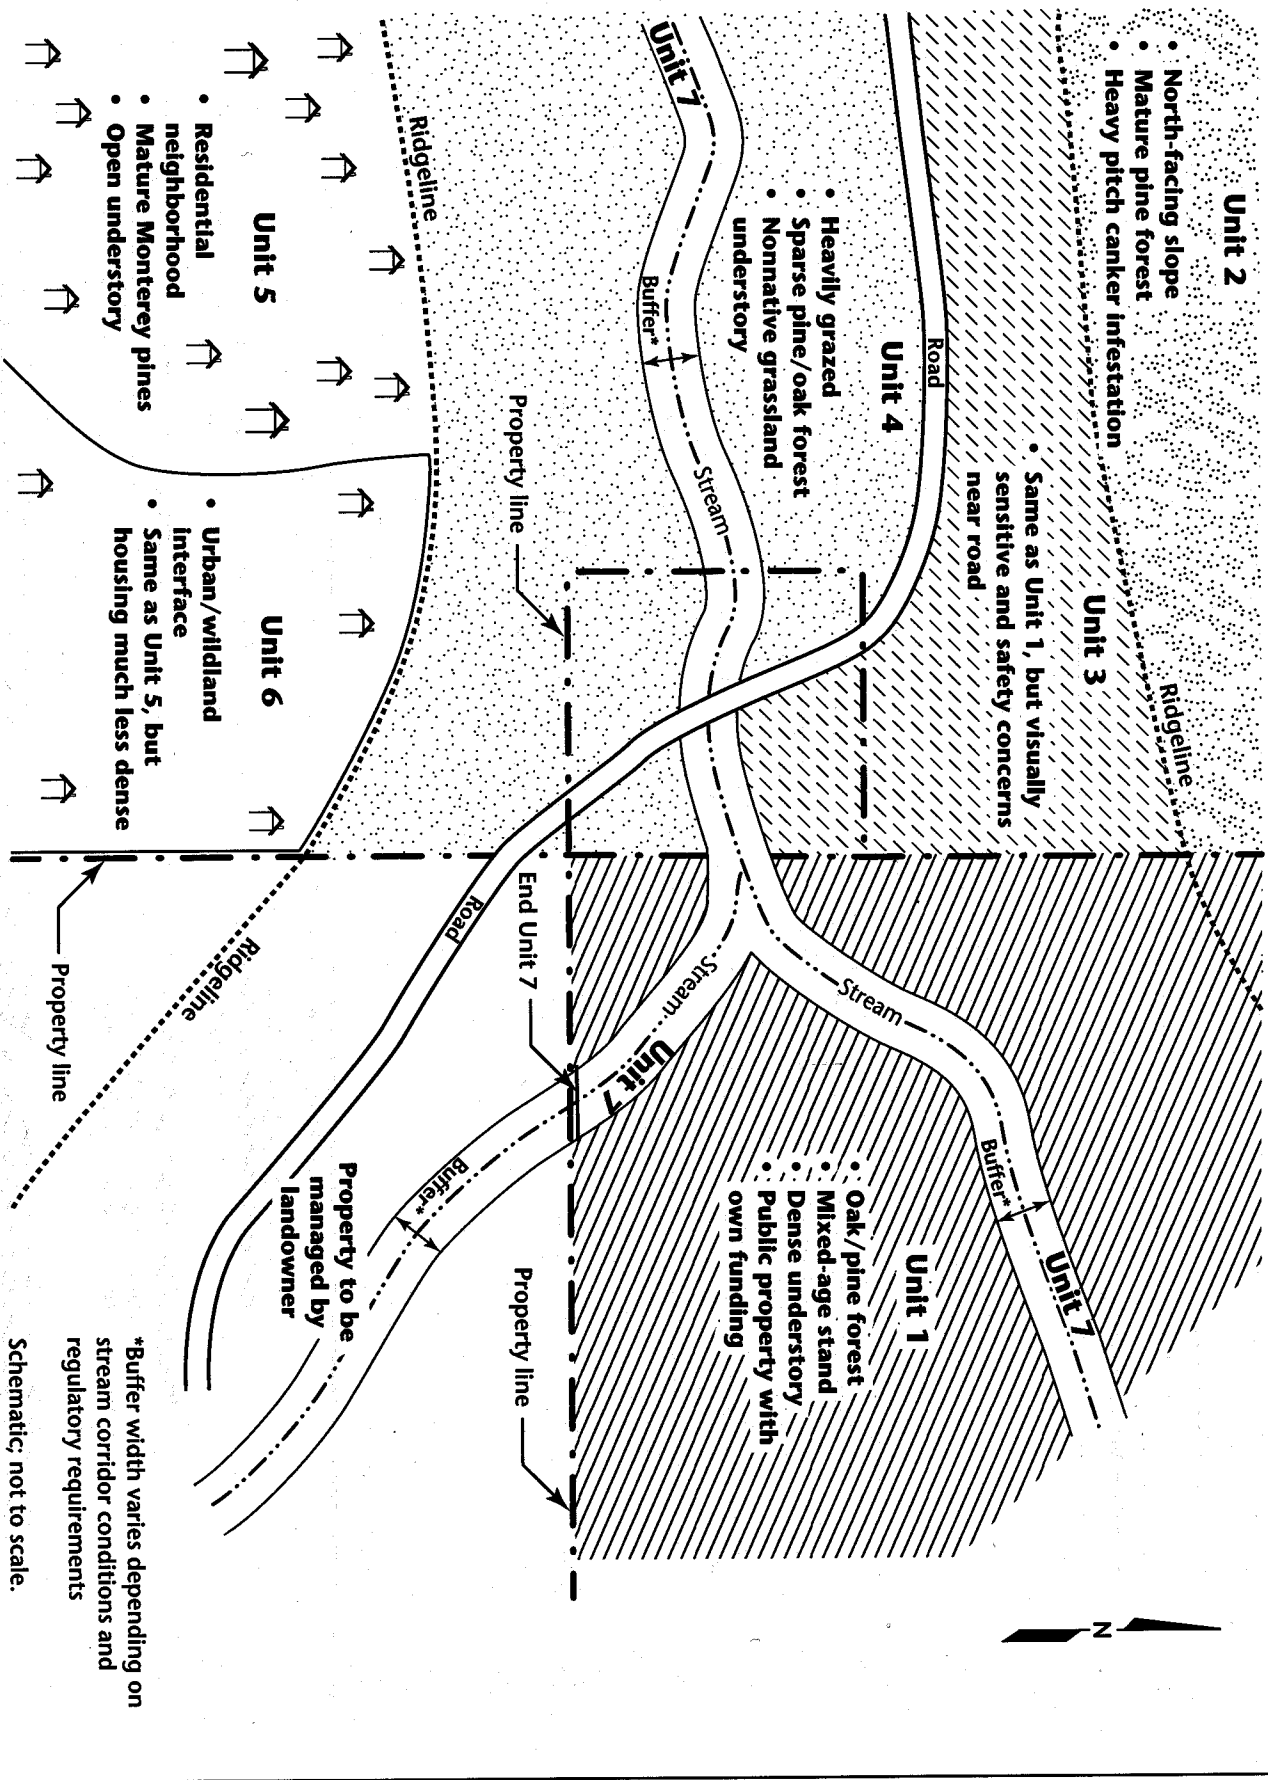 Unit 2
• North-facing slope
• Mature pine forest
• Heavy pitch canker infestation
Ridgeline
Unit 3
• Same as Unit 1, but visually
sensitive and safety concerns
near road
Road
Unit 4
• Heavily grazed
• Sparse pine/oak forest
• Nonnative grassland
understory
Unit 7
Buffer*
Stream
Property line
Ridgeline
Unit 5
• Residential
neighborhood
• Mature Monterey pines
• Open understory
Unit 6
• Urban/wildland
interface
• Same as Unit 5, but
housing much less dense
Stream
Buffer*
Unit 7
Unit 1
• Oak/pine forest
• Mixed-age stand
• Dense understory
• Public property with
own funding
Stream
Unit 7
End Unit 7
Road
Buffer*
Property line
Ridgeline
Property line
Property to be
managed by
landowner
N
*Buffer width varies depending on
stream corridor conditions and
regulatory requirements
Schematic; not to scale.